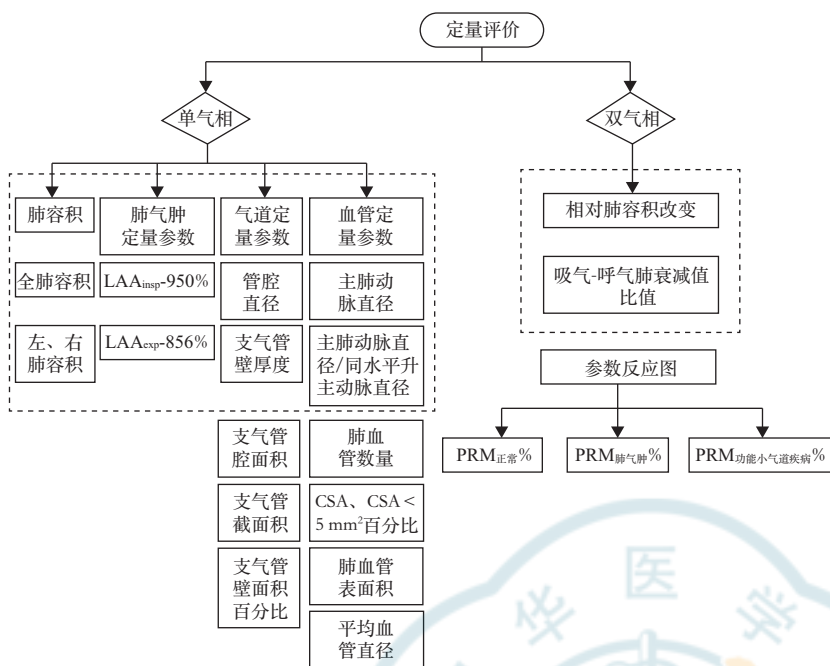 定量评价
单气相
双气相
肺容积
肺气肿
定量参数
气道定
量参数
血管定
量参数
全肺容积
LAAinsp-950%
管腔
直径
主肺动
脉直径
左、右
肺容积
LAAexp-856%
支气管
壁厚度
主肺动脉直
径/同水平升
主动脉直径
支气管
腔面积
肺血
管数量
支气管
截面积
CSA、CSA<
5 mm²百分比
支气管
壁面积
百分比
肺血管
表面积
平均血
管直径
相对肺容积改变
吸气-呼气肺衰减值
比值
参数反应图
PRM正常%
PRM肺气肿%
PRM功能小气道疾病%
华医学